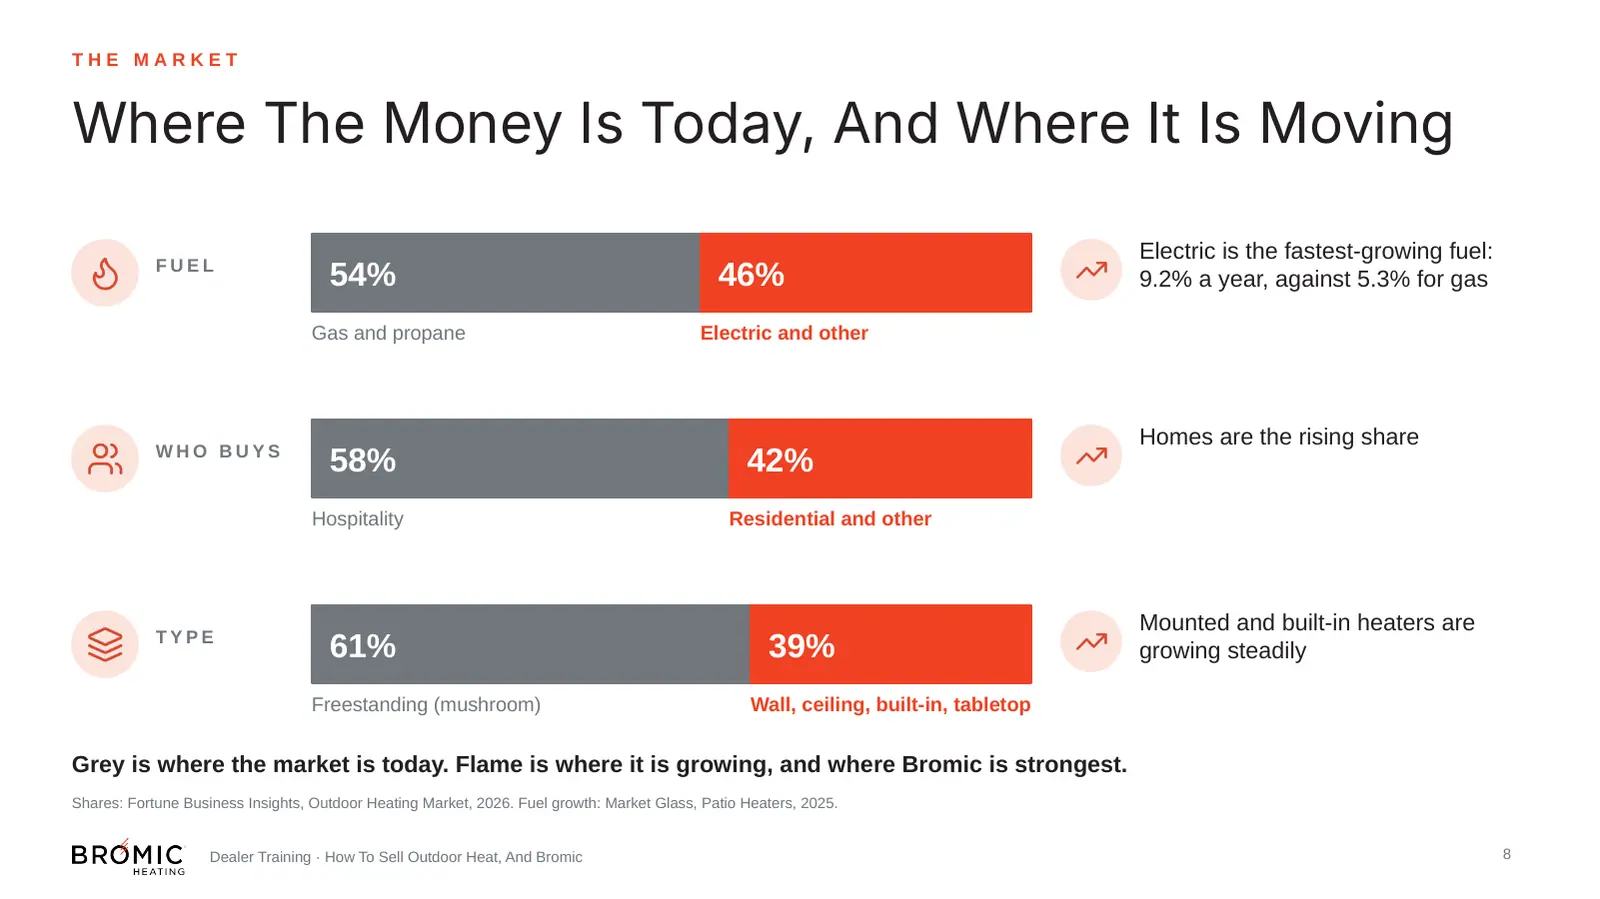 THE MARKET
Where The Money Is Today, And Where It Is Moving
FUEL
54%
46%
Gas and propane
Electric and other
Electric is the fastest-growing fuel:
9.2% a year, against 5.3% for gas
WHO BUYS
58%
42%
Hospitality
Residential and other
Homes are the rising share
TYPE
61%
39%
Freestanding (mushroom)
Wall, ceiling, built-in, tabletop
Mounted and built-in heaters are
growing steadily
Grey is where the market is today. Flame is where it is growing, and where Bromic is strongest.
Shares: Fortune Business Insights, Outdoor Heating Market, 2026. Fuel growth: Market Glass, Patio Heaters, 2025.
BROMIC
HEATING
Dealer Training · How To Sell Outdoor Heat, And Bromic
8